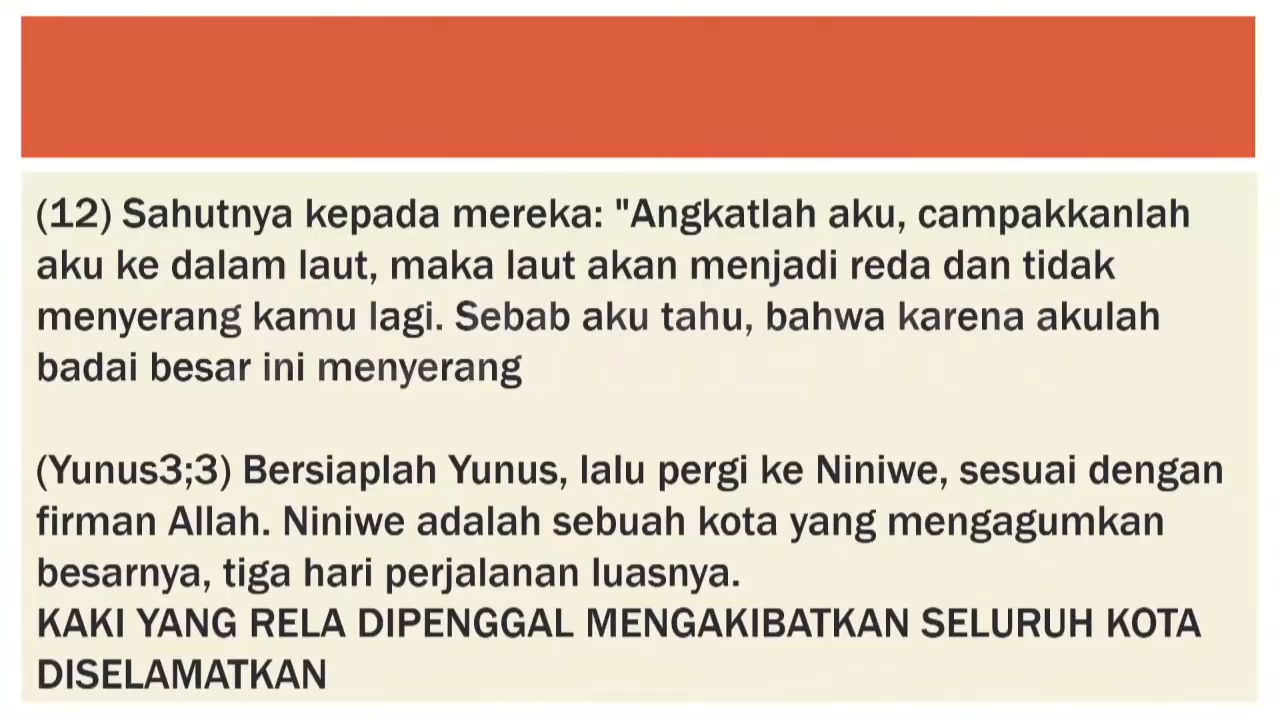 (12) Sahutnya kepada mereka: "Angkatlah aku, campakkanlah
aku ke dalam laut, maka laut akan menjadi reda dan tidak
menyerang kamu lagi. Sebab aku tahu, bahwa karena akulah
badai besar ini menyerang
(Yunus3;3) Bersiaplah Yunus, lalu pergi ke Niniwe, sesuai dengan
firman Allah. Niniwe adalah sebuah kota yang mengagumkan
besarnya, tiga hari perjalanan luasnya.
KAKI YANG RELA DIPENGGAL MENGAKIBATKAN SELURUH KOTA
DISELAMATKAN